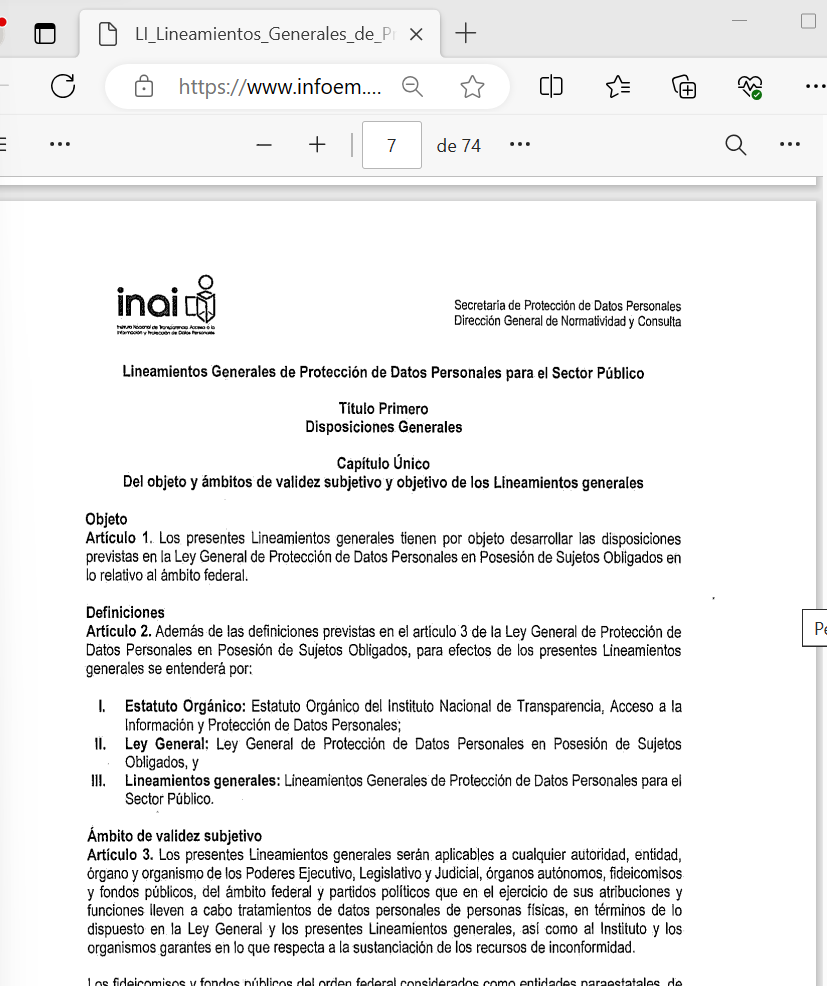 LI_Lineamientos_Generales_de_P
https://www.infoem....
7 de 74
inai
Instituto Nacional de Transparencia, Acceso a la
Información y Protección de Datos Personales
Secretaría de Protección de Datos Personales
Dirección General de Normatividad y Consulta
Lineamientos Generales de Protección de Datos Personales para el Sector Público
Título Primero
Disposiciones Generales
Capítulo Único
Del objeto y ámbitos de validez subjetivo y objetivo de los Lineamientos generales
Objeto
Artículo 1. Los presentes Lineamientos generales tienen por objeto desarrollar las disposiciones
previstas en la Ley General de Protección de Datos Personales en Posesión de Sujetos Obligados en
lo relativo al ámbito federal.
Definiciones
Artículo 2. Además de las definiciones previstas en el artículo 3 de la Ley General de Protección de
Datos Personales en Posesión de Sujetos Obligados, para efectos de los presentes Lineamientos
generales se entenderá por:
I. Estatuto Orgánico: Estatuto Orgánico del Instituto Nacional de Transparencia, Acceso a la
Información y Protección de Datos Personales;
II. Ley General: Ley General de Protección de Datos Personales en Posesión de Sujetos
Obligados, y
III. Lineamientos generales: Lineamientos Generales de Protección de Datos Personales para el
Sector Público.
Ámbito de validez subjetivo
Artículo 3. Los presentes Lineamientos generales serán aplicables a cualquier autoridad, entidad,
órgano y organismo de los Poderes Ejecutivo, Legislativo y Judicial, órganos autónomos, fideicomisos
y fondos públicos, del ámbito federal y partidos políticos que en el ejercicio de sus atribuciones y
funciones lleven a cabo tratamientos de datos personales de personas físicas, en términos de lo
dispuesto en la Ley General y los presentes Lineamientos generales, así como al Instituto y los
organismos garantes en lo que respecta a la sustanciación de los recursos de inconformidad.
Los fideicomisos y fondos públicos del orden federal considerados como entidades paraestatales, de
Pe